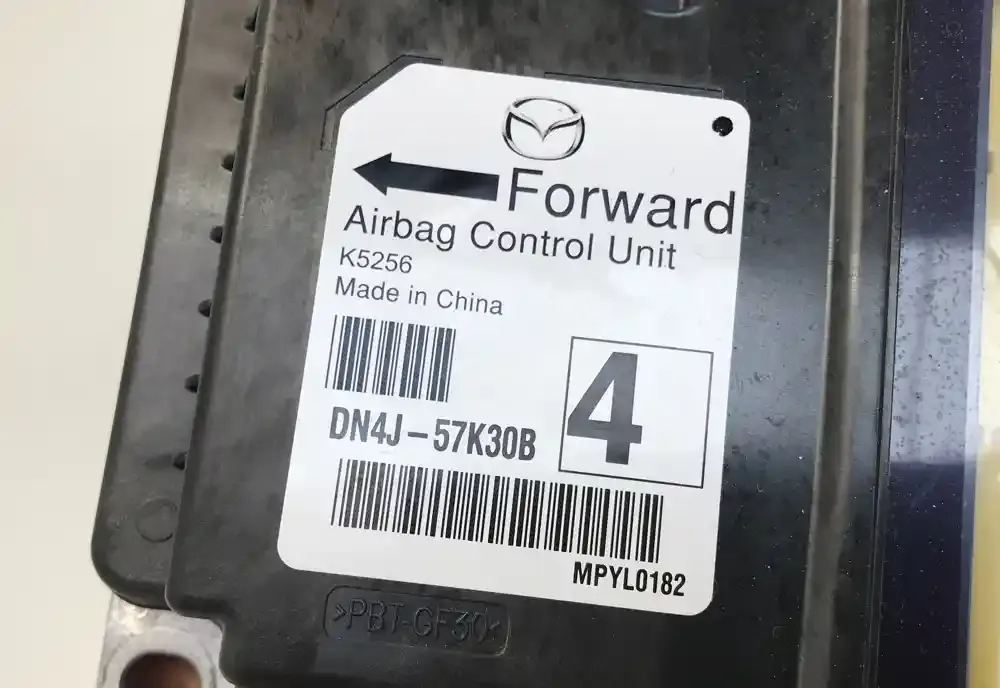 Forward
Airbag Control Unit
K5256
Made in China
DN4J-57K30B
4
MPYL0182
>PBT-GF30<